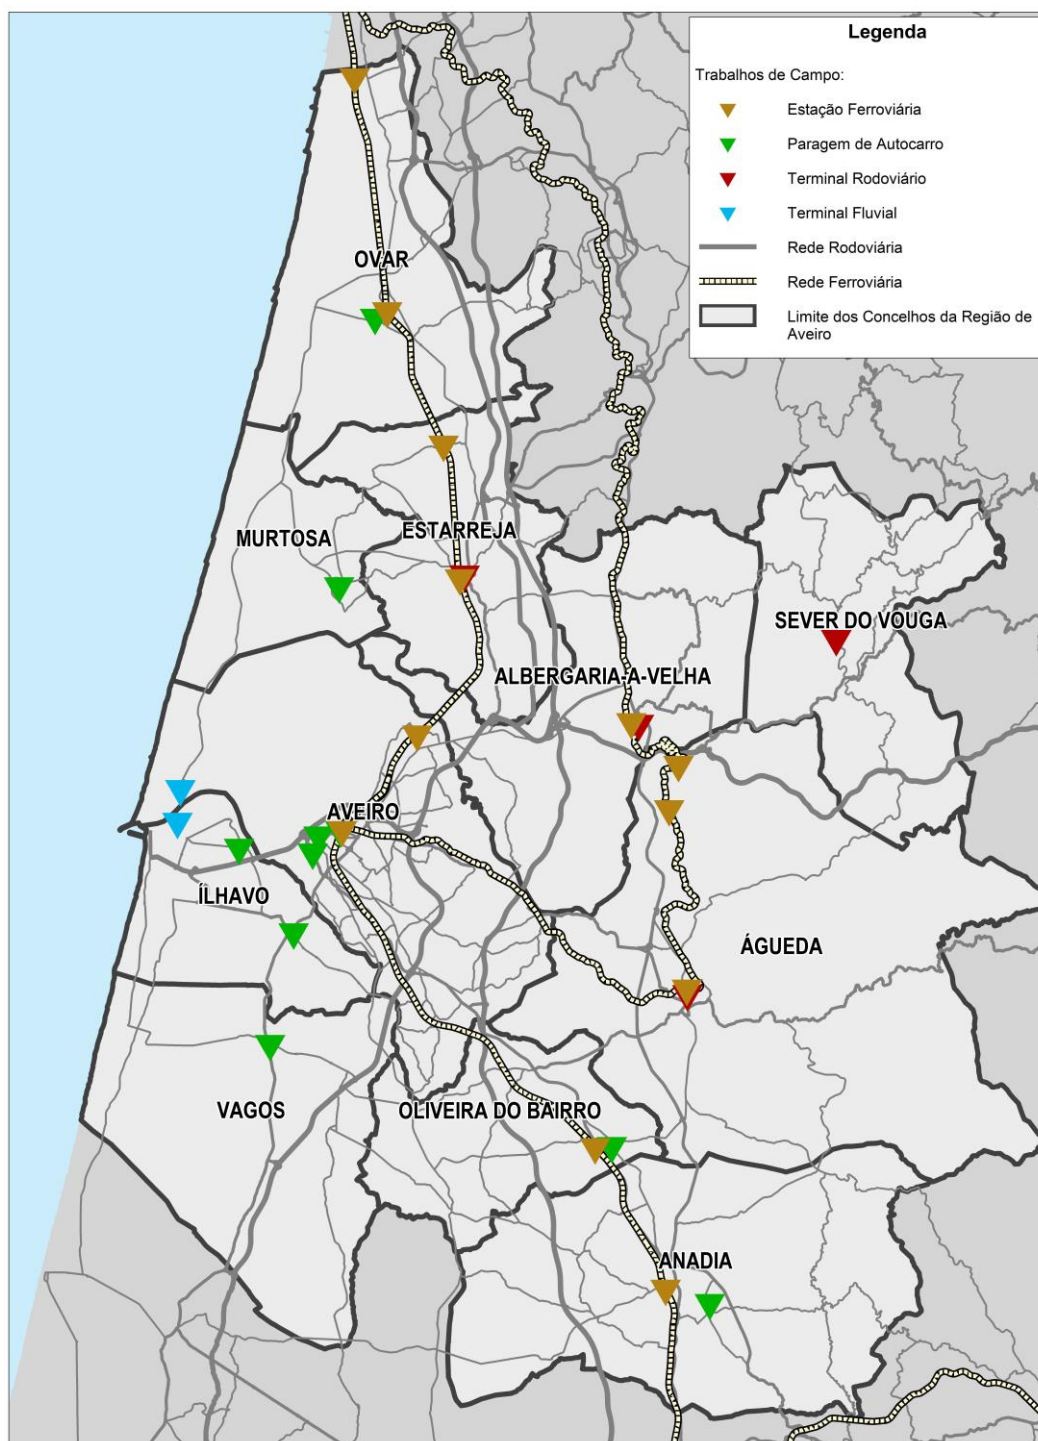 Legenda
Trabalhos de Campo:
Estação Ferroviária
Paragem de Autocarro
Terminal Rodoviário
Terminal Fluvial
Rede Rodoviária
Rede Ferroviária
Limite dos Concelhos da Região de
Aveiro
OVAR
ESTARREJA
MURTOSA
SEVER DO VOUGA
ALBERGARIA-A-VELHA
AVEIRO
ÍLHAVO
ÁGUEDA
VAGOS
OLIVEIRA DO BAIRRO
ANADIA